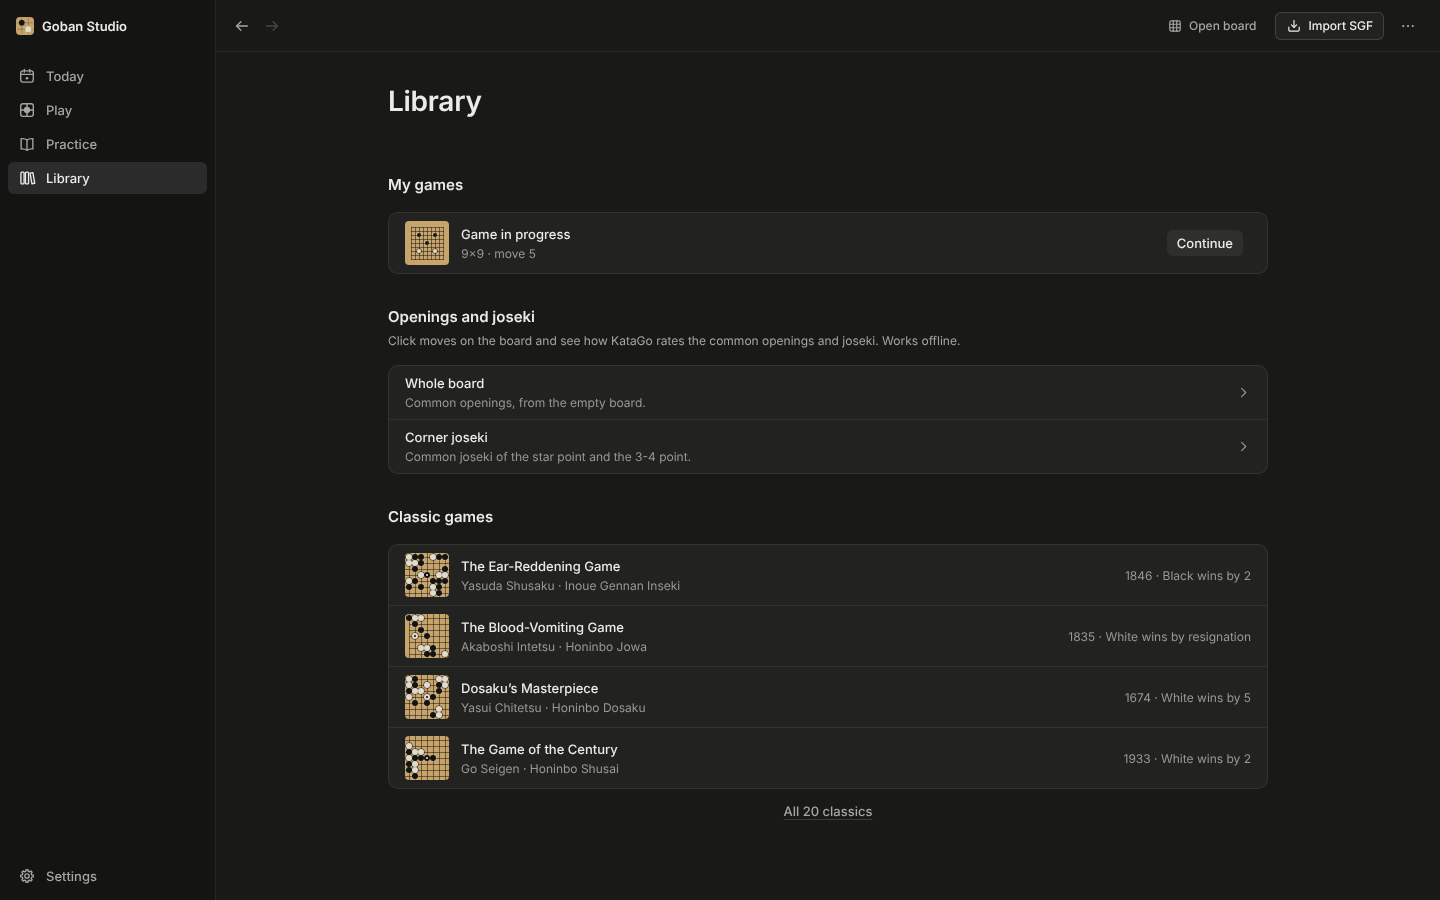 Goban Studio
Open board
Import SGF
Today
Play
Practice
Library
Settings
Library
My games
Game in progress
9×9 · move 5
Continue
Openings and joseki
Click moves on the board and see how KataGo rates the common openings and joseki. Works offline.
Whole board
Common openings, from the empty board.
Corner joseki
Common joseki of the star point and the 3-4 point.
Classic games
The Ear-Reddening Game
Yasuda Shusaku · Inoue Gennan Inseki
1846 · Black wins by 2
The Blood-Vomiting Game
Akaboshi Intetsu · Honinbo Jowa
1835 · White wins by resignation
Dosaku’s Masterpiece
Yasui Chitetsu · Honinbo Dosaku
1674 · White wins by 5
The Game of the Century
Go Seigen · Honinbo Shusai
1933 · White wins by 2
All 20 classics